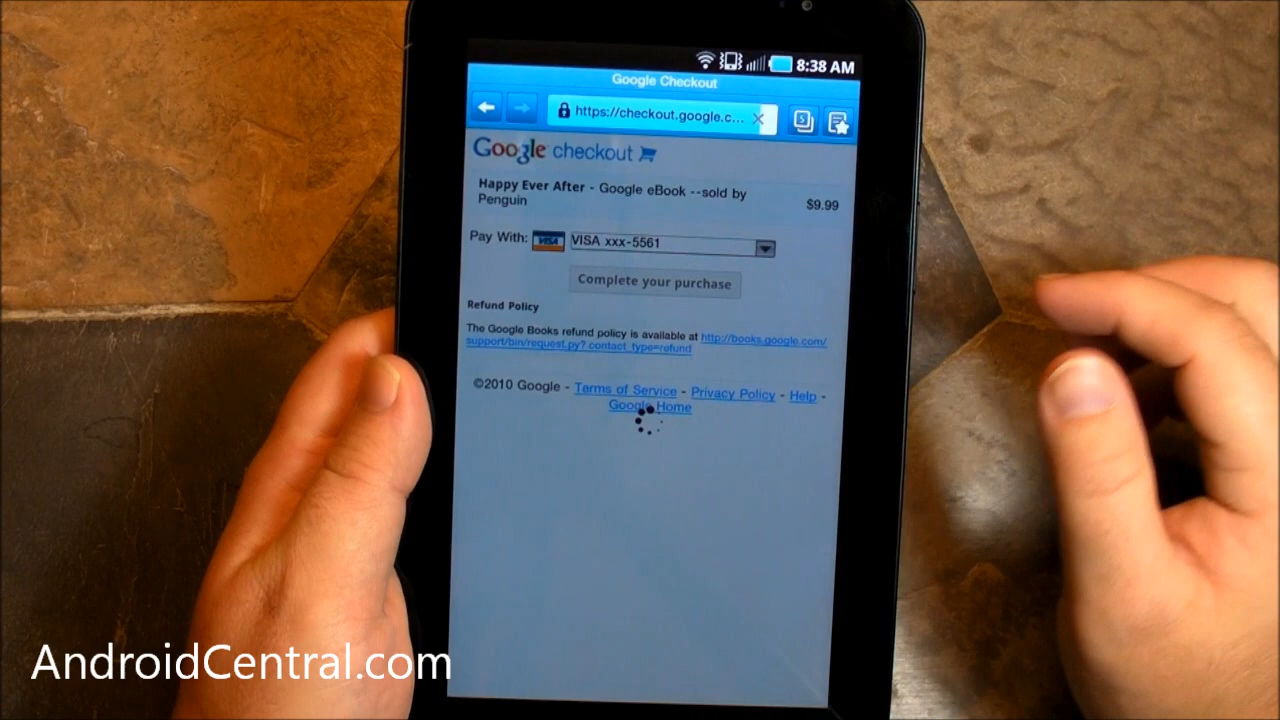 8:38 AM
Google Checkout
https://checkout.google.c...
S
Google checkout
Happy Ever After - Google eBook --sold by
Penguin
$9.99
Pay With: VISA VISA xxx-5561
Complete your purchase
Refund Policy
The Google Books refund policy is available at http://books.google.com/
support/bin/request.py? contact_type=refund
©2010 Google - Terms of Service - Privacy Policy - Help -
Google Home
AndroidCentral.com